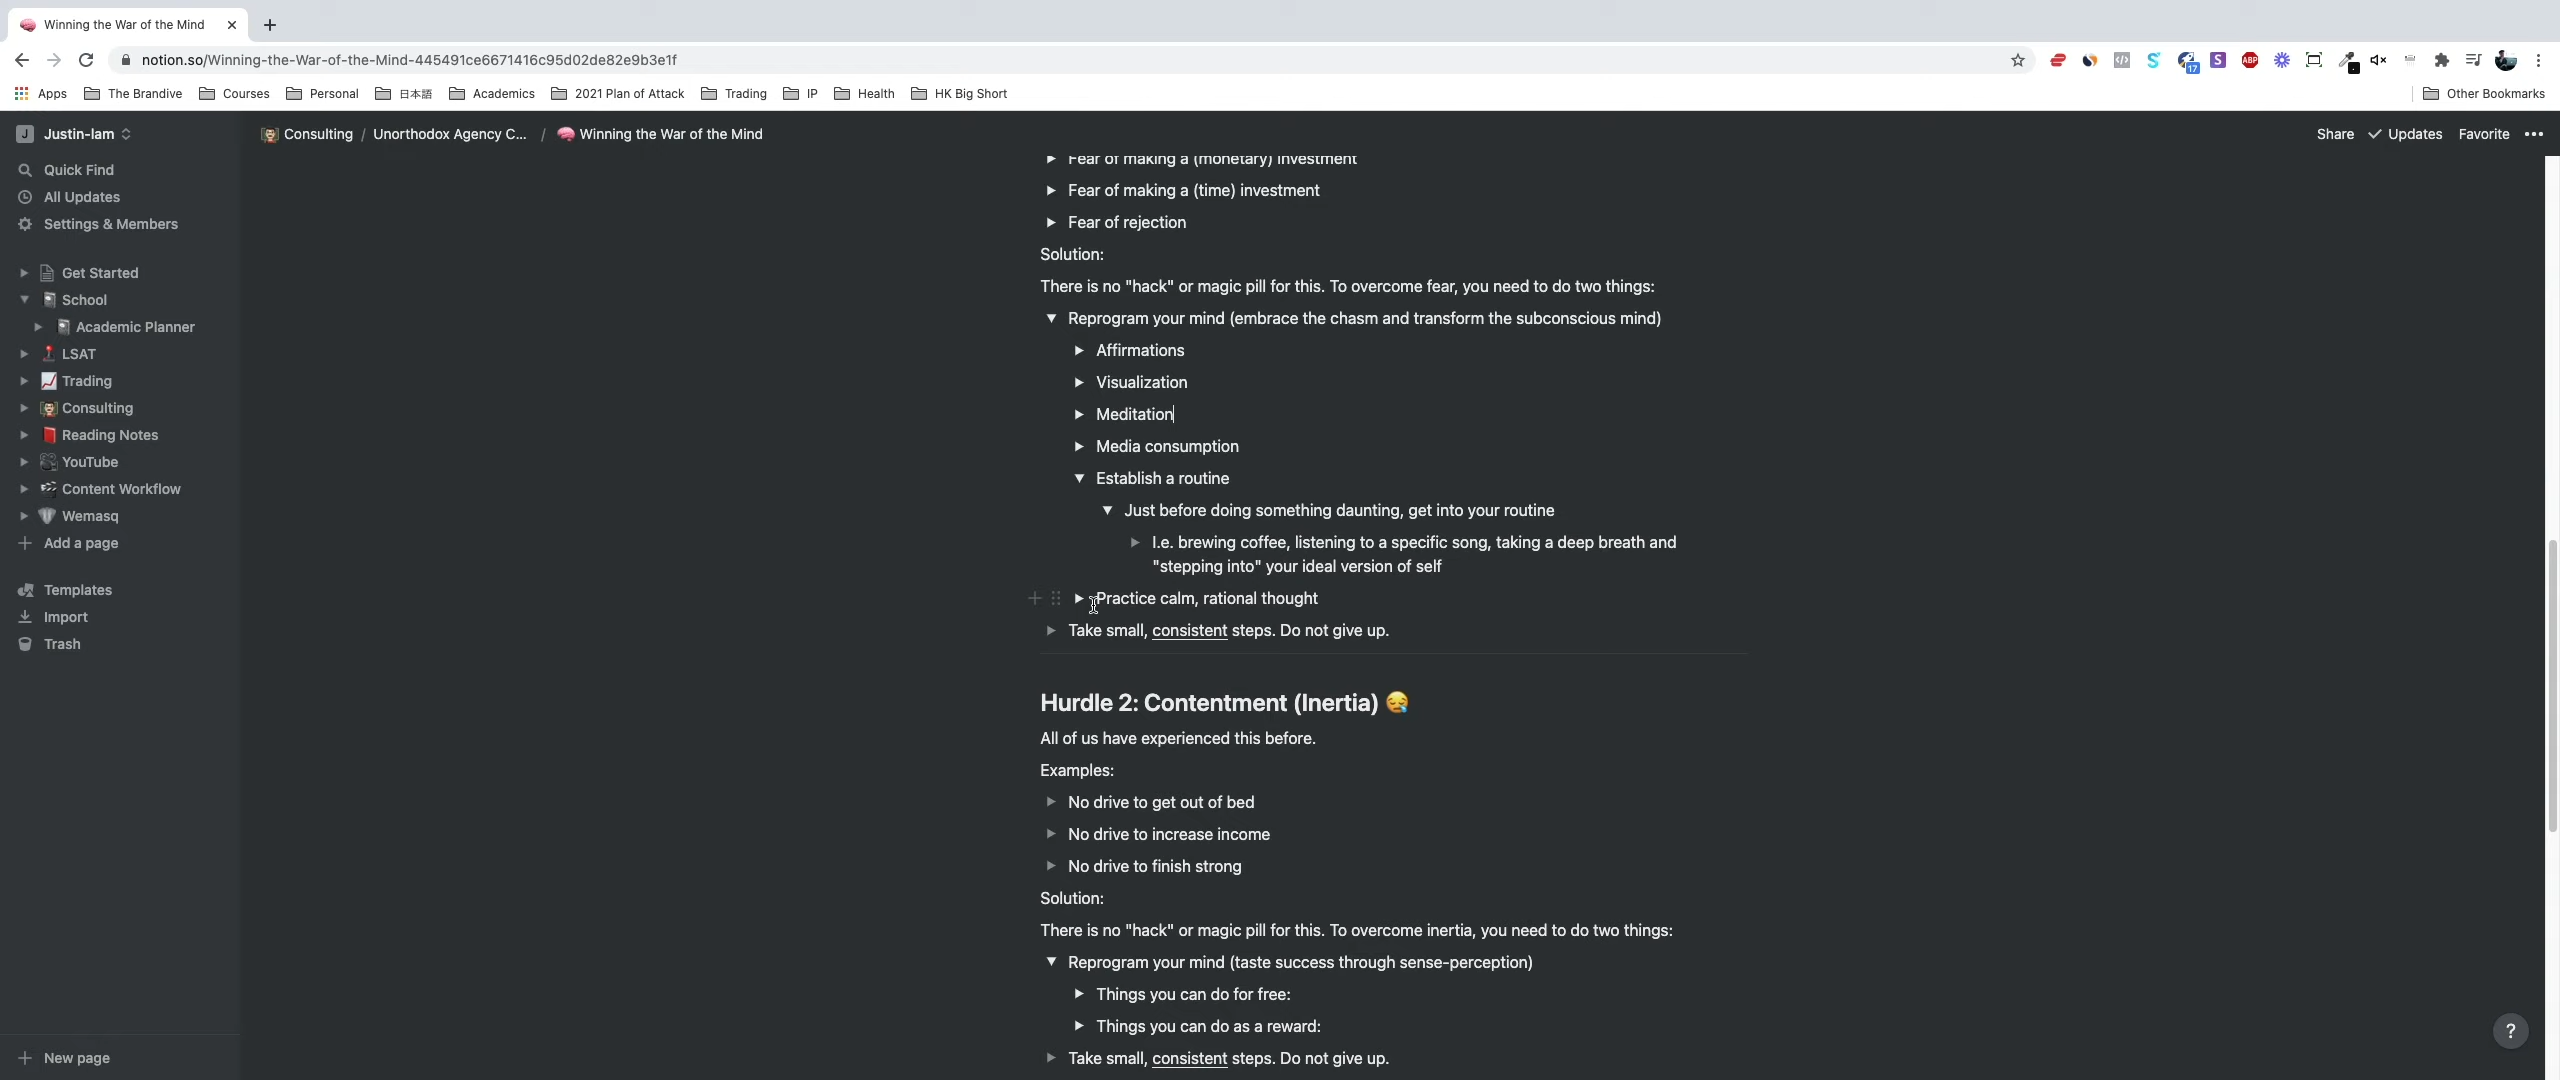 Winning the War of the Mind
notion.so/Winning-the-War-of-the-Mind-445491ce6671416c95d02de82e9b3e1f
17
S
ABP
Apps
The Brandive
Courses
Personal
日本語
Academics
2021 Plan of Attack
Trading
IP
Health
HK Big Short
Other Bookmarks
J Justin-lam
Consulting / Unorthodox Agency C... / Winning the War of the Mind
Share
Updates
Favorite
Quick Find
All Updates
Settings & Members
Get Started
School
Academic Planner
LSAT
Trading
Consulting
Reading Notes
YouTube
Content Workflow
Wemasq
Add a page
Templates
Import
Trash
New page
Fear of making a (monetary) investment
Fear of making a (time) investment
Fear of rejection
Solution:
There is no "hack" or magic pill for this. To overcome fear, you need to do two things:
Reprogram your mind (embrace the chasm and transform the subconscious mind)
Affirmations
Visualization
Meditation
Media consumption
Establish a routine
Just before doing something daunting, get into your routine
I.e. brewing coffee, listening to a specific song, taking a deep breath and
"stepping into" your ideal version of self
Practice calm, rational thought
Take small, consistent steps. Do not give up.
Hurdle 2: Contentment (Inertia) 😪
All of us have experienced this before.
Examples:
No drive to get out of bed
No drive to increase income
No drive to finish strong
Solution:
There is no "hack" or magic pill for this. To overcome inertia, you need to do two things:
Reprogram your mind (taste success through sense-perception)
Things you can do for free:
Things you can do as a reward:
Take small, consistent steps. Do not give up.
?